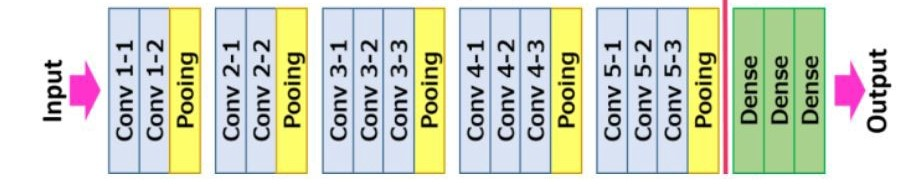 Input
Conv 1-1
Conv 1-2
Pooing
Conv 2-1
Conv 2-2
Pooing
Conv 3-1
Conv 3-2
Conv 3-3
Pooing
Conv 4-1
Conv 4-2
Conv 4-3
Pooing
Conv 5-1
Conv 5-2
Conv 5-3
Pooing
Dense
Dense
Dense
Output